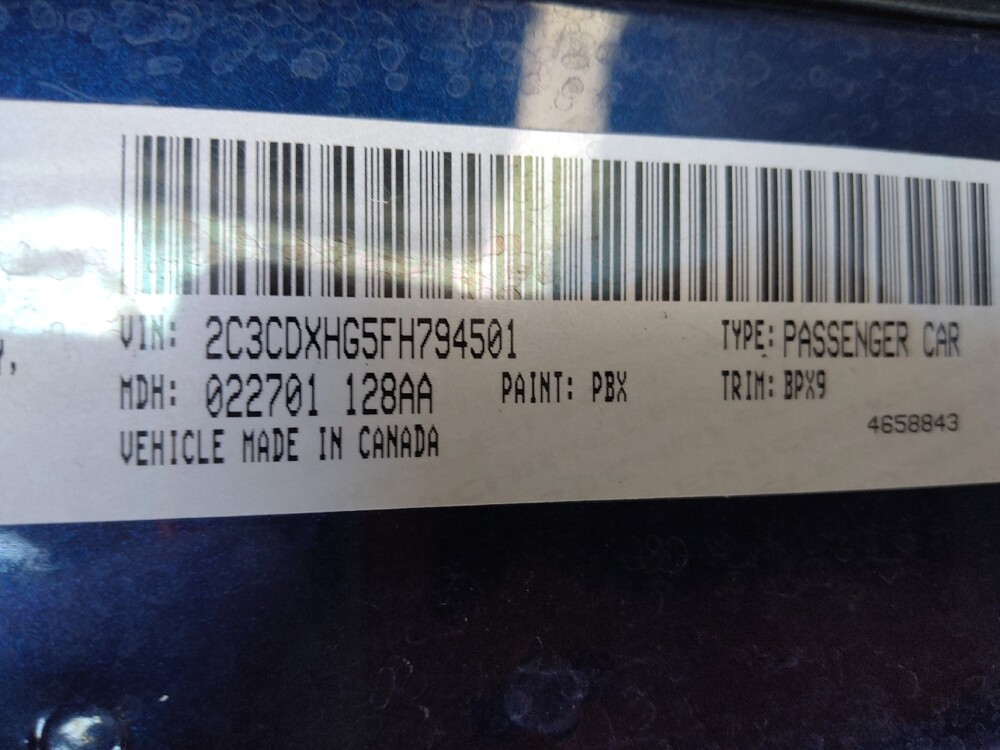 VIN: 2C3CDXHG5FH794501 TYPE: PASSENGER CAR
MDH: 022701 128AA PAINT: PBX TRIM: BPX9
4658843
VEHICLE MADE IN CANADA